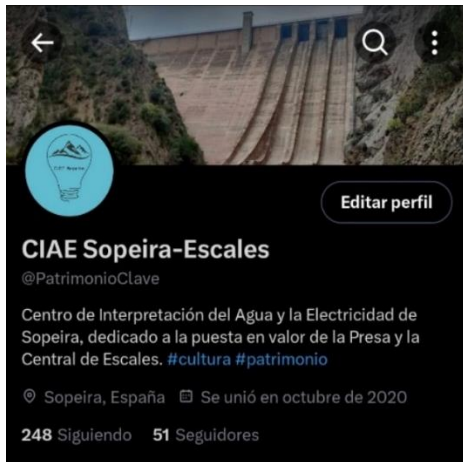 Editar perfil
CIAE Sopeira-Escales
@PatrimonioClave
Centro de Interpretación del Agua y la Electricidad de
Sopeira, dedicado a la puesta en valor de la Presa y la
Central de Escales. #cultura #patrimonio
Sopeira, España Se unió en octubre de 2020
248 Siguiendo 51 Seguidores